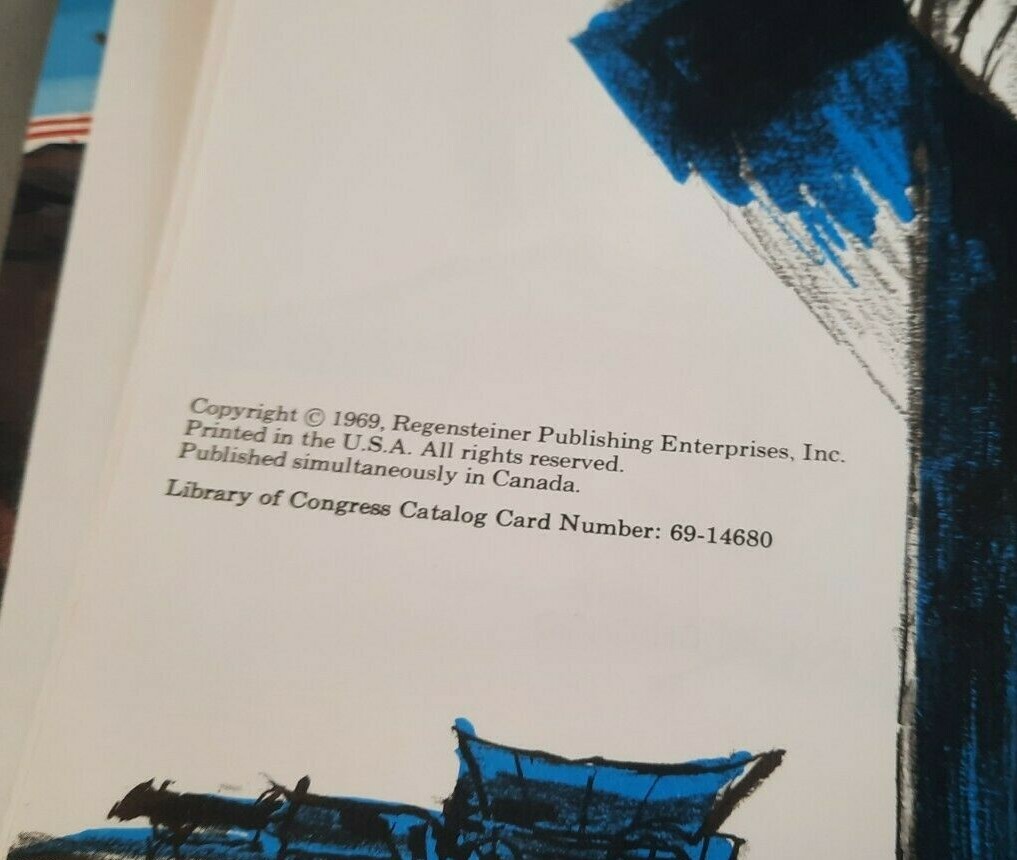 Copyright © 1969, Regensteiner Publishing Enterprises, Inc.
Printed in the U.S.A. All rights reserved.
Published simultaneously in Canada.
Library of Congress Catalog Card Number: 69-14680